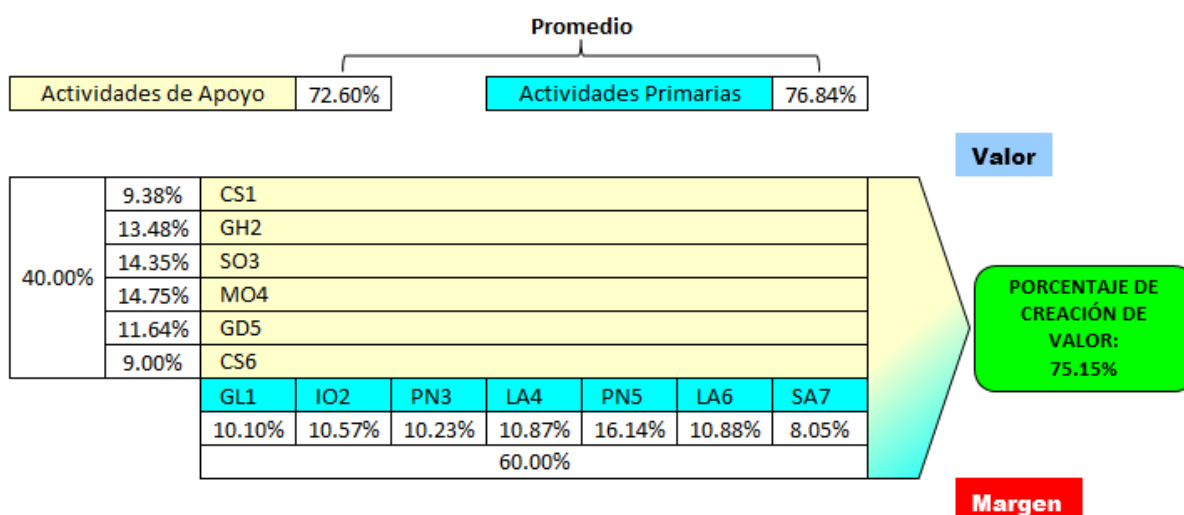 Promedio
Actividades de Apoyo 72.60% Actividades Primarias 76.84%
Valor
40.00%
9.38% CS1
13.48% GH2
14.35% SO3
14.75% MO4
11.64% GD5
9.00% CS6
PORCENTAJE DE
CREACIÓN DE
VALOR:
75.15%
GL1 IO2 PN3 LA4 PN5 LA6 SA7
10.10% 10.57% 10.23% 10.87% 16.14% 10.88% 8.05%
60.00%
Margen